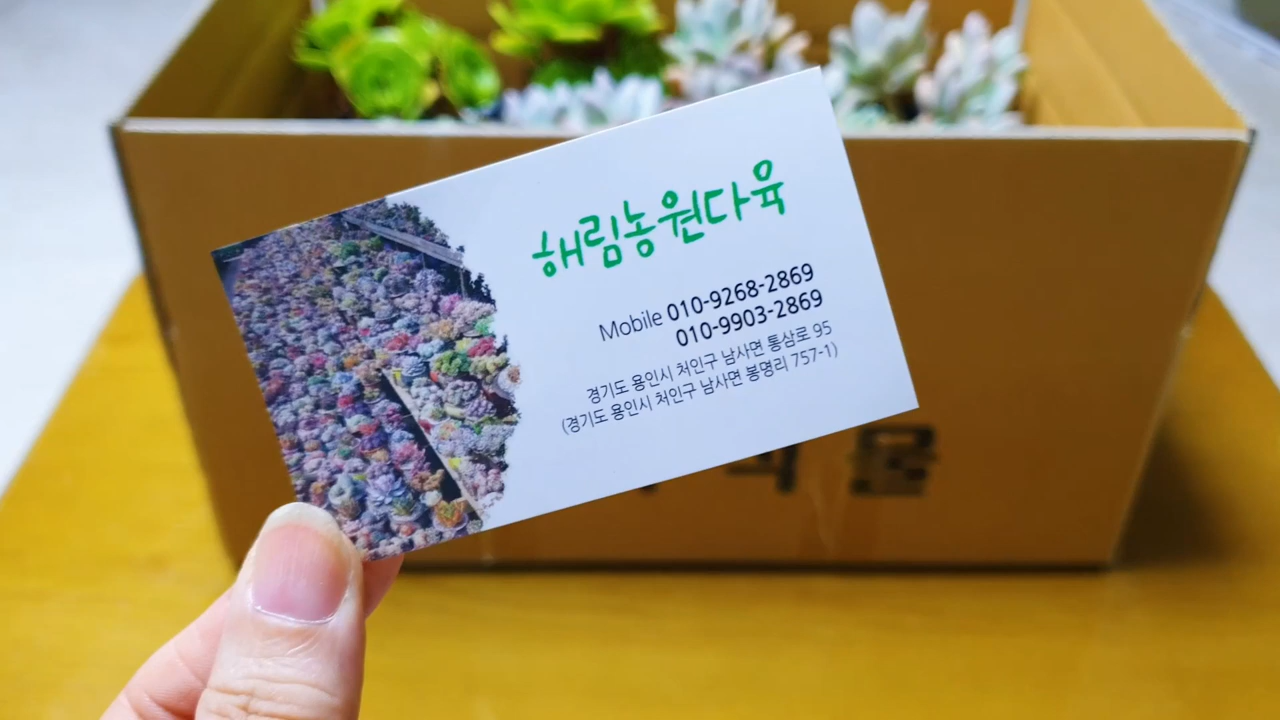 해림농원다육
Mobile 010-9268-2869
010-9903-2869
경기도 용인시 처인구 남사면 통삼로 95
(경기도 용인시 처인구 남사면 봉명리 757-1)